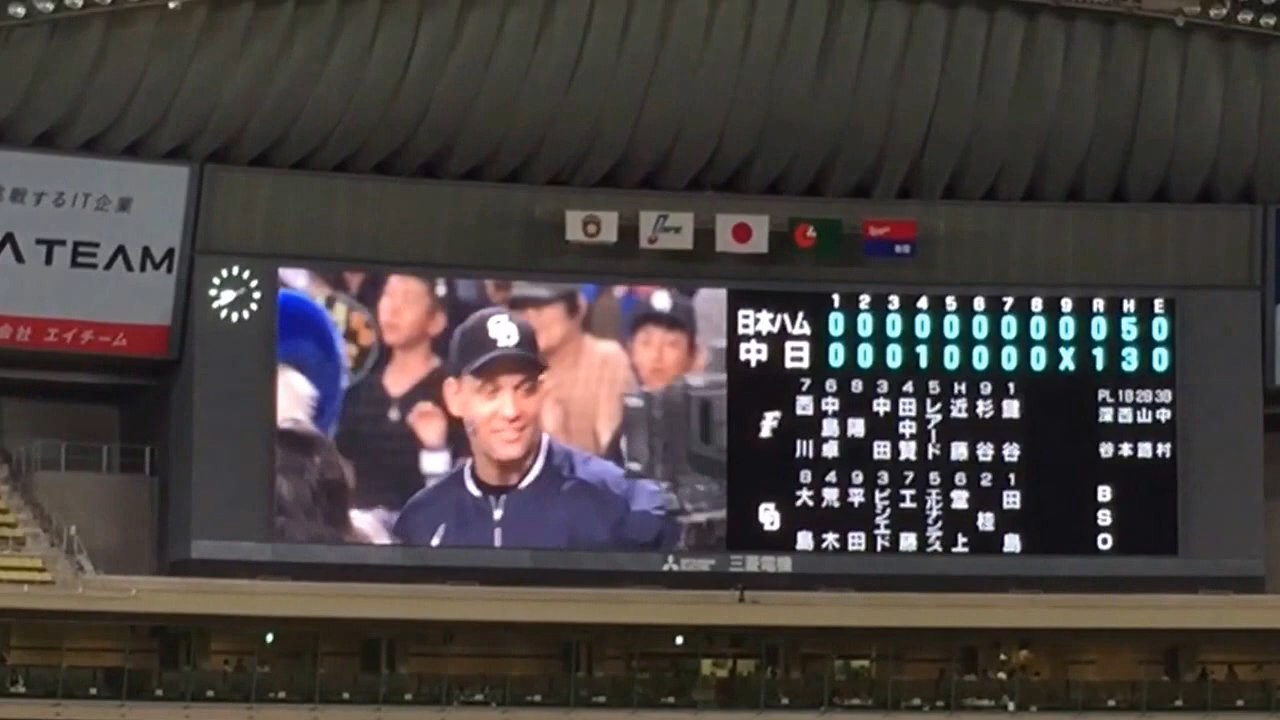 戦するIT企業
A TEAM
会社 エイチーム
1 2 3 4 5 6 7 8 9 R H E
日本ハム 0 0 0 0 0 0 0 0 0 0 5 0
中日 0 0 0 1 0 0 0 0 X 1 3 0
7 6 8 3 4 5 H 9 1
西川 中島卓 陽 中田 田中賢 レアード 近藤 杉谷 鍵谷
PL 1B 2B 3B
深谷 西本 山路 中村
8 4 9 3 7 5 6 2 1
大島 荒木 平田 ビシエド 工藤 エルナンデス 堂上 桂 田島
B
S
O
三菱電機